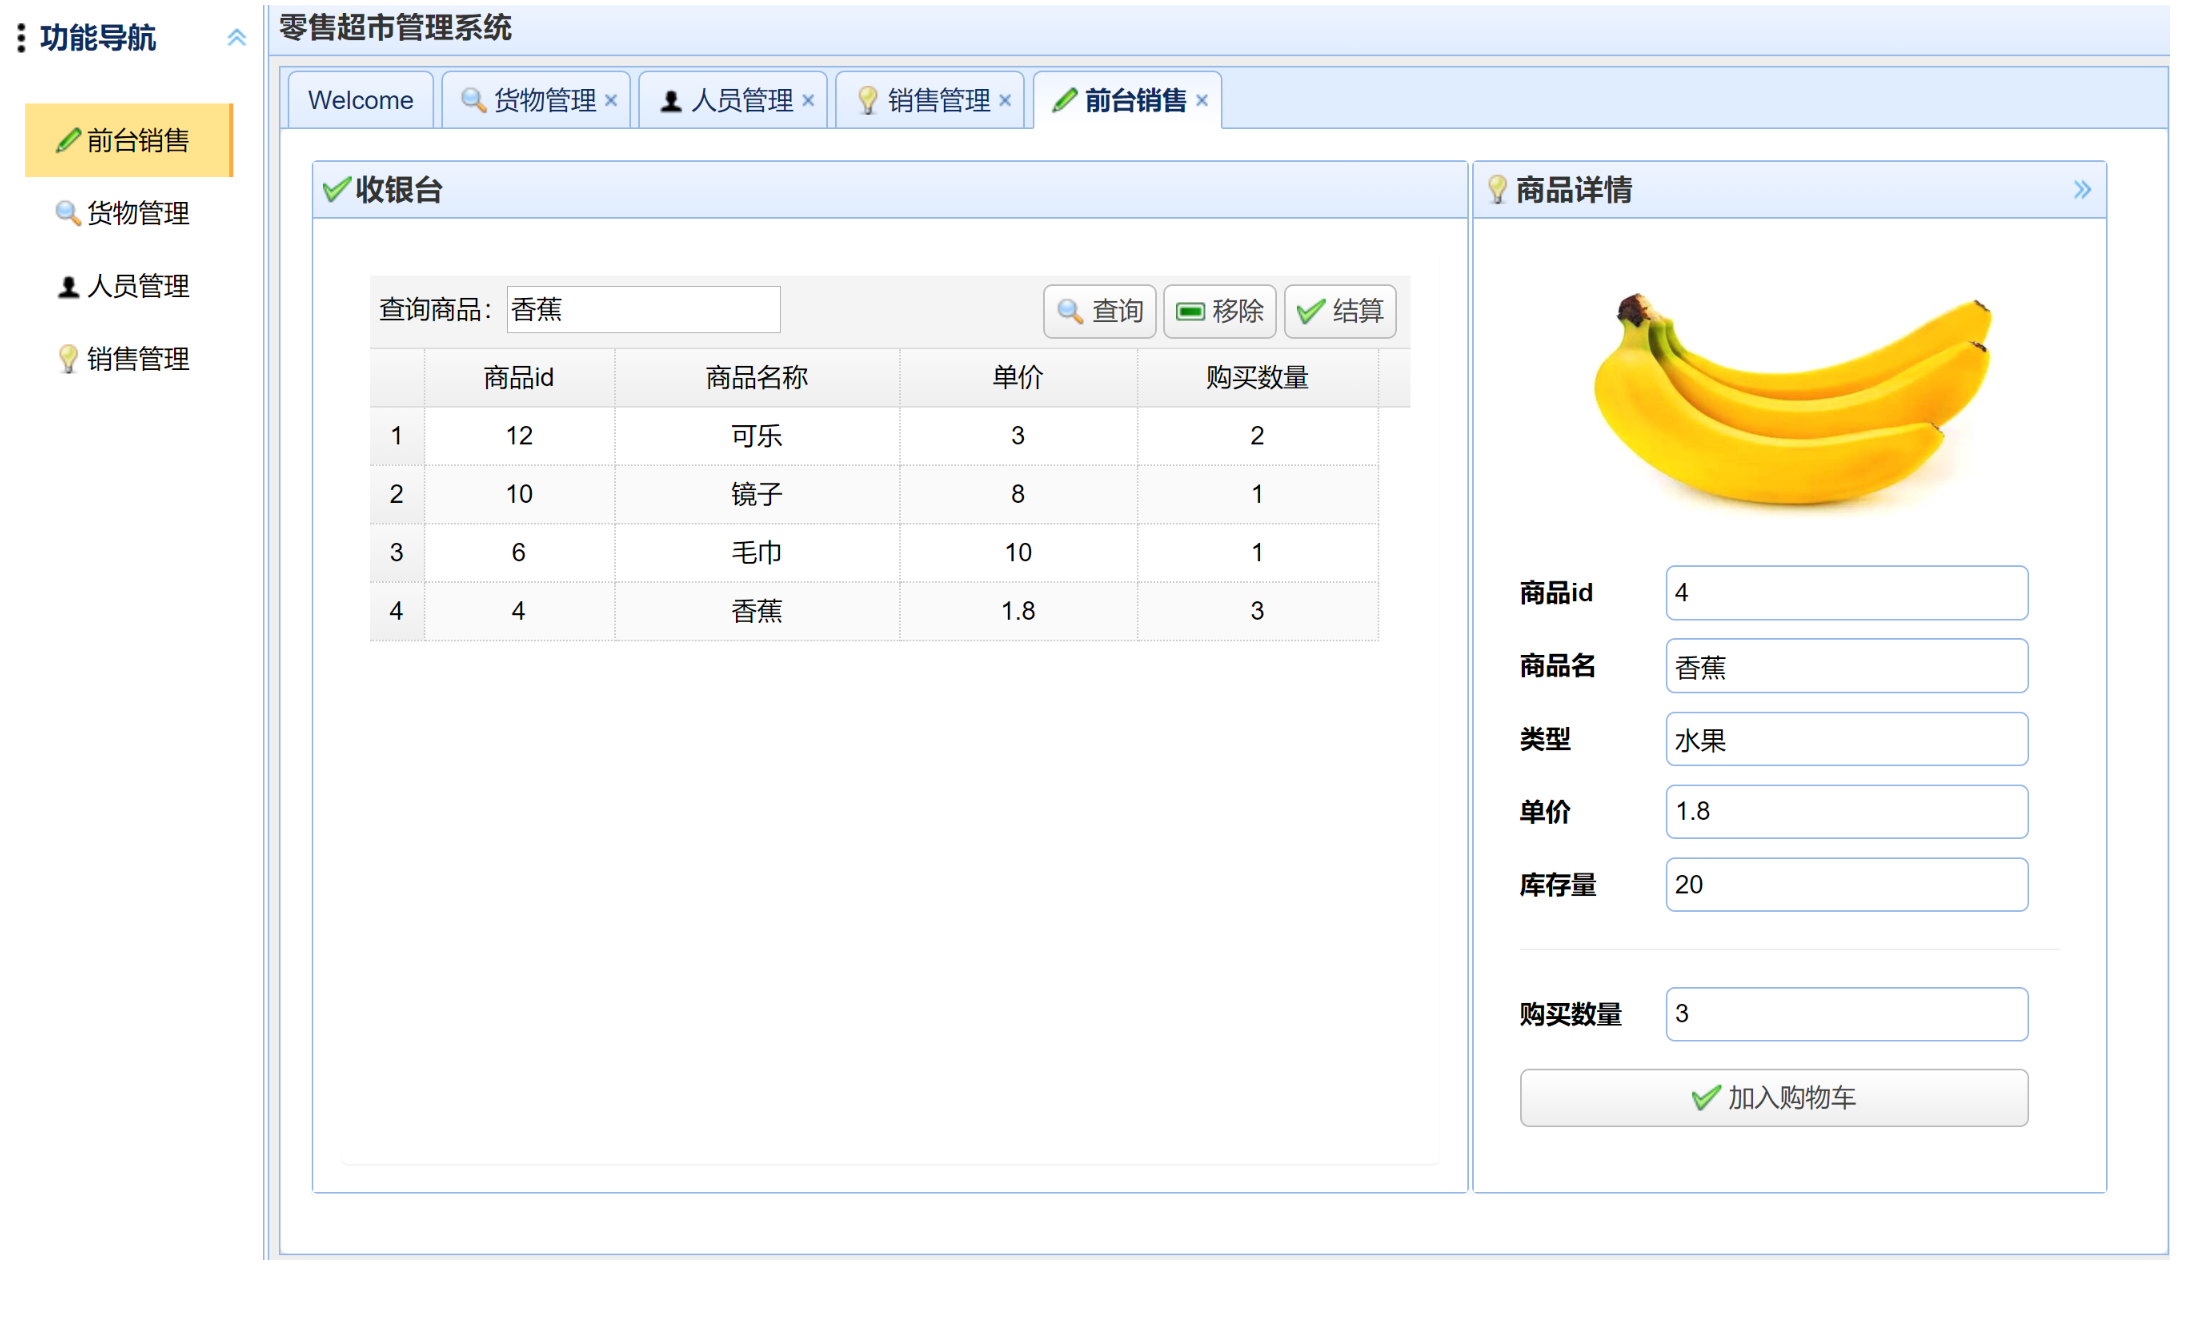 功能导航
前台销售
货物管理
人员管理
销售管理
零售超市管理系统
Welcome 货物管理 人员管理 销售管理 前台销售
收银台
查询商品： 香蕉 查询 移除 结算
商品id 商品名称 单价 购买数量
1 12 可乐 3 2
2 10 镜子 8 1
3 6 毛巾 10 1
4 4 香蕉 1.8 3
商品详情
商品id 4
商品名 香蕉
类型 水果
单价 1.8
库存量 20
购买数量 3
加入购物车